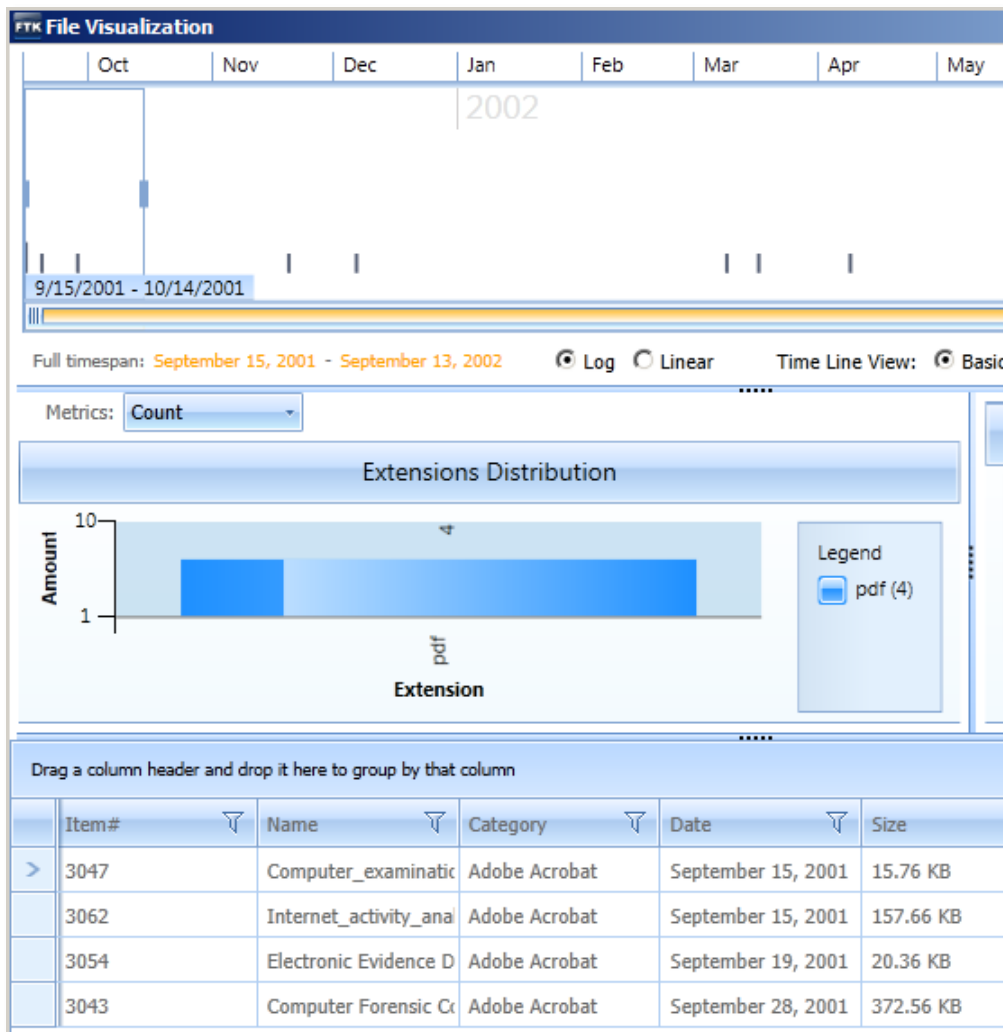 FTK File Visualization
Oct Nov Dec Jan Feb Mar Apr May
2002
9/15/2001 - 10/14/2001
Full timespan: September 15, 2001 - September 13, 2002 Log Linear Time Line View: Basic
Metrics: Count
Extensions Distribution
10
4
Amount
Legend
pdf (4)
1
pdf
Extension
Drag a column header and drop it here to group by that column
Item# Name Category Date Size
3047 Computer_examinatic Adobe Acrobat September 15, 2001 15.76 KB
3062 Internet_activity_anal Adobe Acrobat September 15, 2001 157.66 KB
3054 Electronic Evidence D Adobe Acrobat September 19, 2001 20.36 KB
3043 Computer Forensic Co Adobe Acrobat September 28, 2001 372.56 KB